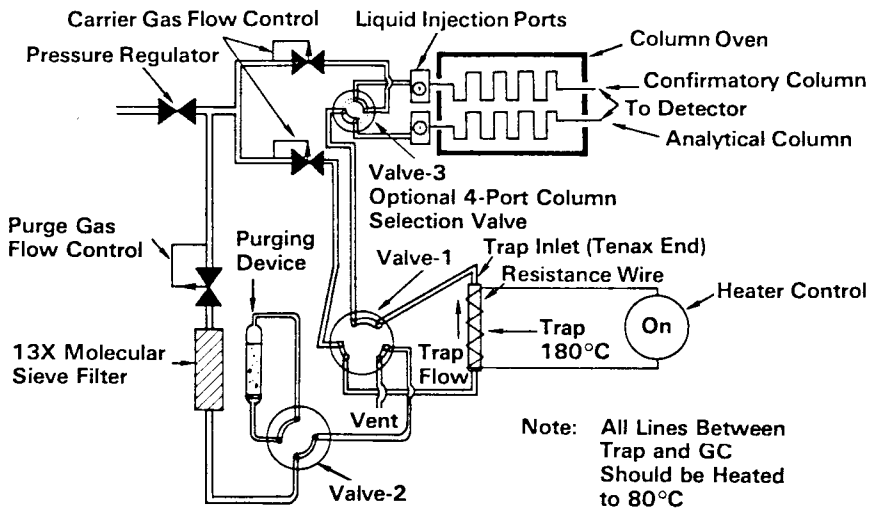 Carrier Gas Flow Control
Liquid Injection Ports
Pressure Regulator
Column Oven
Confirmatory Column
To Detector
Analytical Column
Valve-3
Optional 4-Port Column
Selection Valve
Purge Gas
Flow Control
Purging
Device
Valve-1
Trap Inlet (Tenax End)
Resistance Wire
Heater Control
On
Trap
180°C
13X Molecular
Sieve Filter
Trap
Flow
Vent
Valve-2
Note: All Lines Between
Trap and GC
Should be Heated
to 80°C